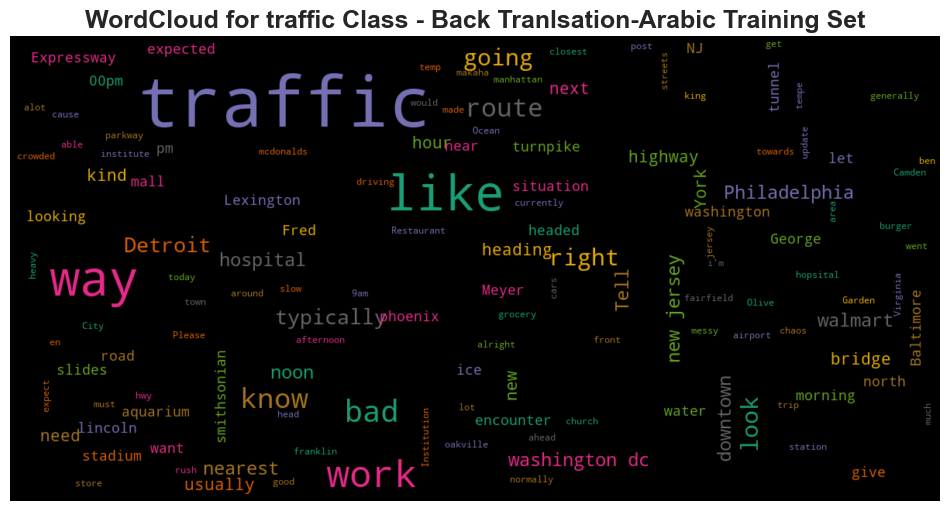 WordCloud for traffic Class - Back Tranlsation-Arabic Training Set
Expressway
expected
going
closest
post
NJ
get
00pm
temp
makaha
manhattan
next
streets
king
tunnel
tempe
generally
alot
cause
traffic
would
made
route
Ocean
able
institute
parkway
pm
mcdonalds
hour
near
turnpike
highway
towards
update
let
ben
crowded
kind
mall
driving
like
situation
currently
York
Philadelphia
Camden
looking
Lexington
Fred
Restaurant
headed
washington
area
burger
Detroit
hospital
heading
right
jersey
i'm
George
went
heavy
way
today
town
around
slow
9am
Meyer
cars
Tell
new jersey
fairfield
hopsital
Olive
Garden
Virginia
City
Please
typically
phoenix
grocery
walmart
Baltimore
en
road
afternoon
alright
front
messy
airport
chaos
bridge
slides
smithsonian
noon
ice
new
north
expect
hwy
must
aquarium
know
head
bad
lot
encounter
church
water
downtown
look
trip
morning
much
need
lincoln
stadium
want
franklin
Institution
oakville
ahead
station
rush
nearest
usually
good
work
washington dc
normally
give
store